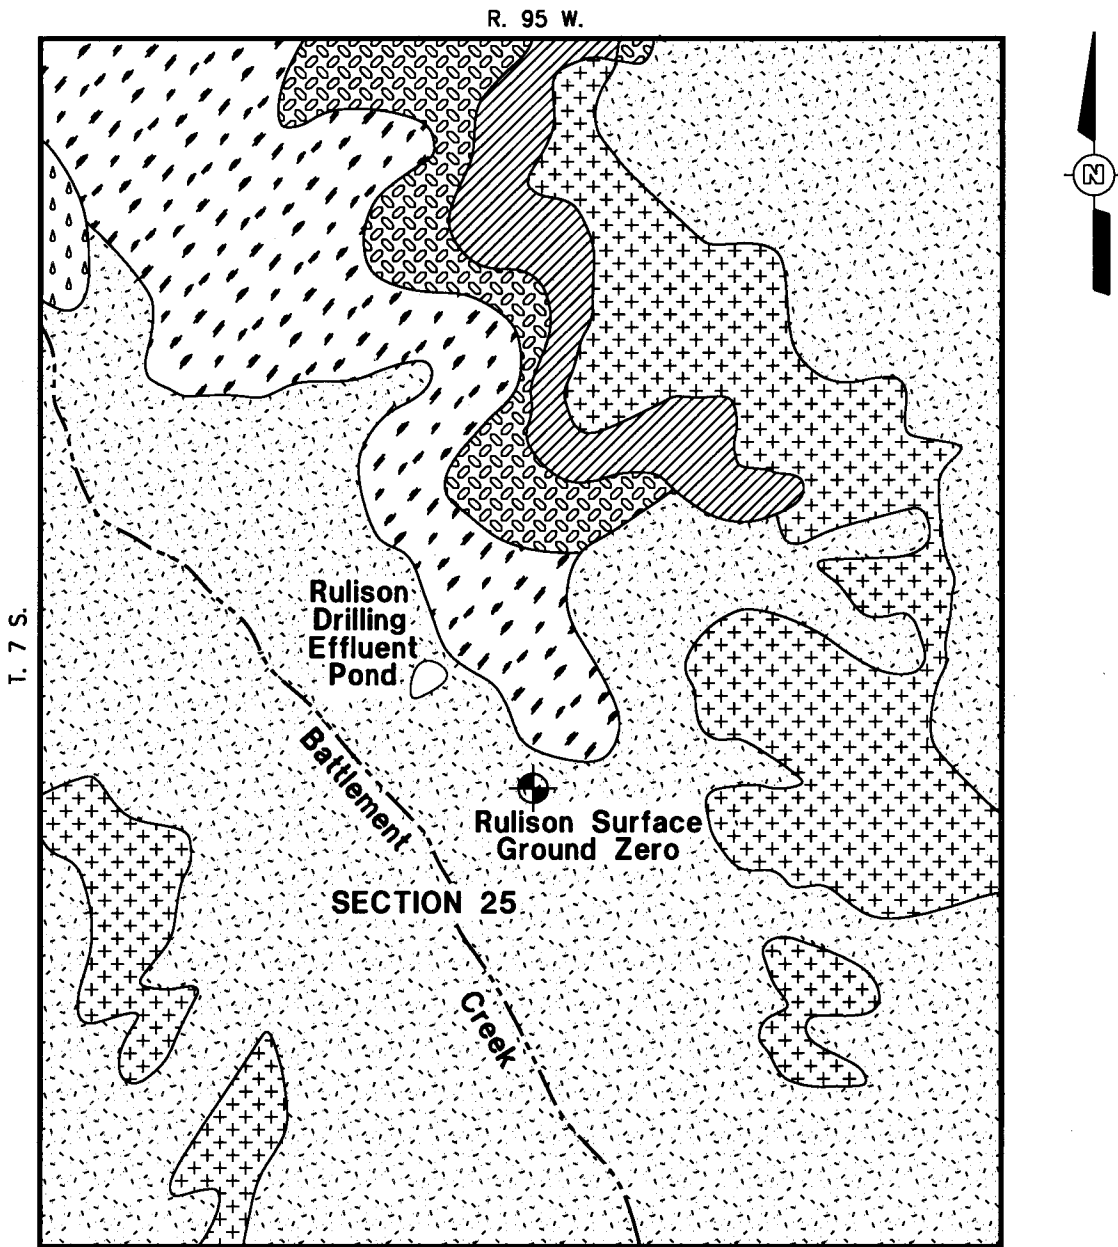 R. 95 W.
N
T. 7 S.
Rulison
Drilling
Effluent
Pond
Battlement
Rulison Surface
Ground Zero
SECTION 25
Creek